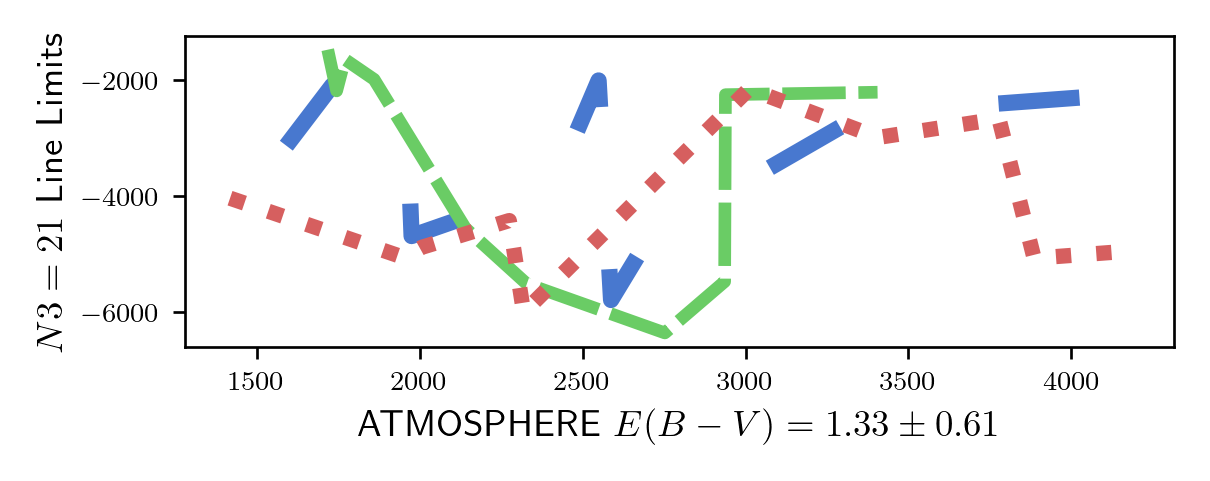 N3 = 21 Line Limits
−2000
−4000
−6000
1500 2000 2500 3000 3500 4000
ATMOSPHERE E(B − V) = 1.33 ± 0.61